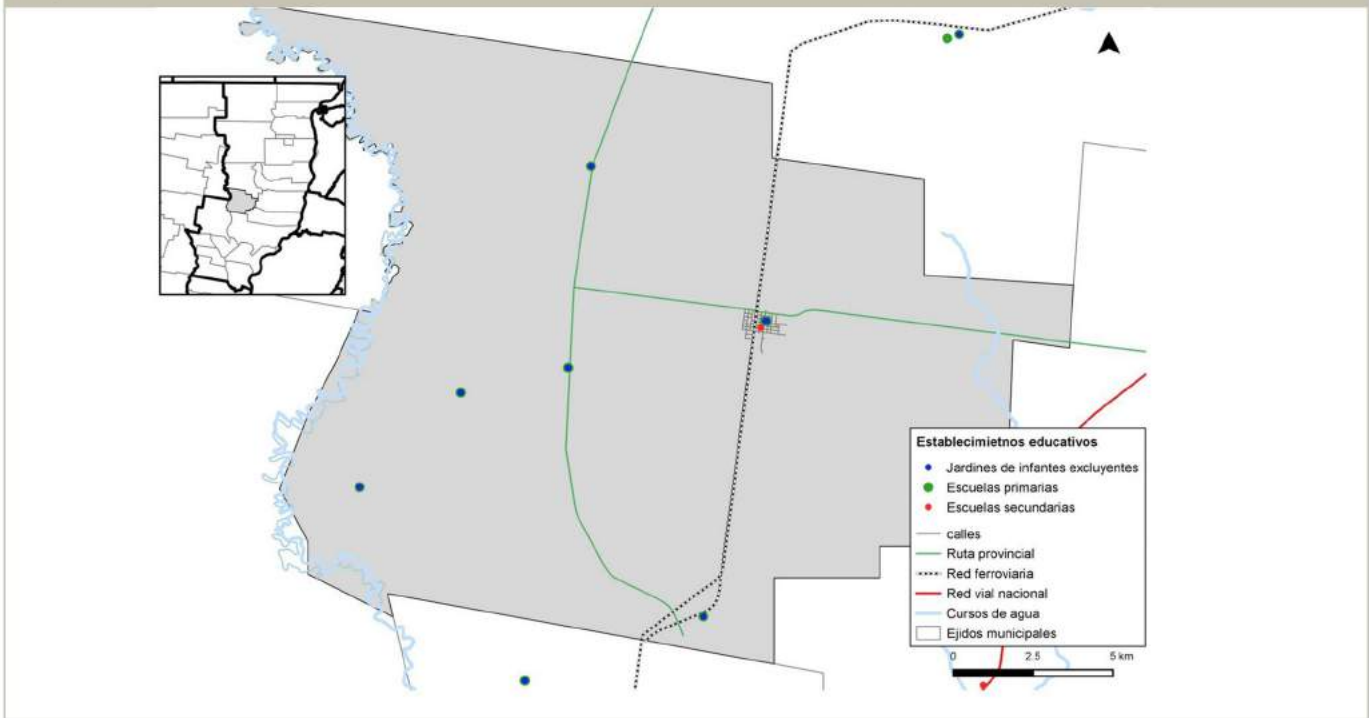 Establecimietnos educativos
Jardines de infantes excluyentes
Escuelas primarias
Escuelas secundarias
calles
Ruta provincial
Red ferroviaria
Red vial nacional
Cursos de agua
Ejidos municipales
0 2.5 5 km